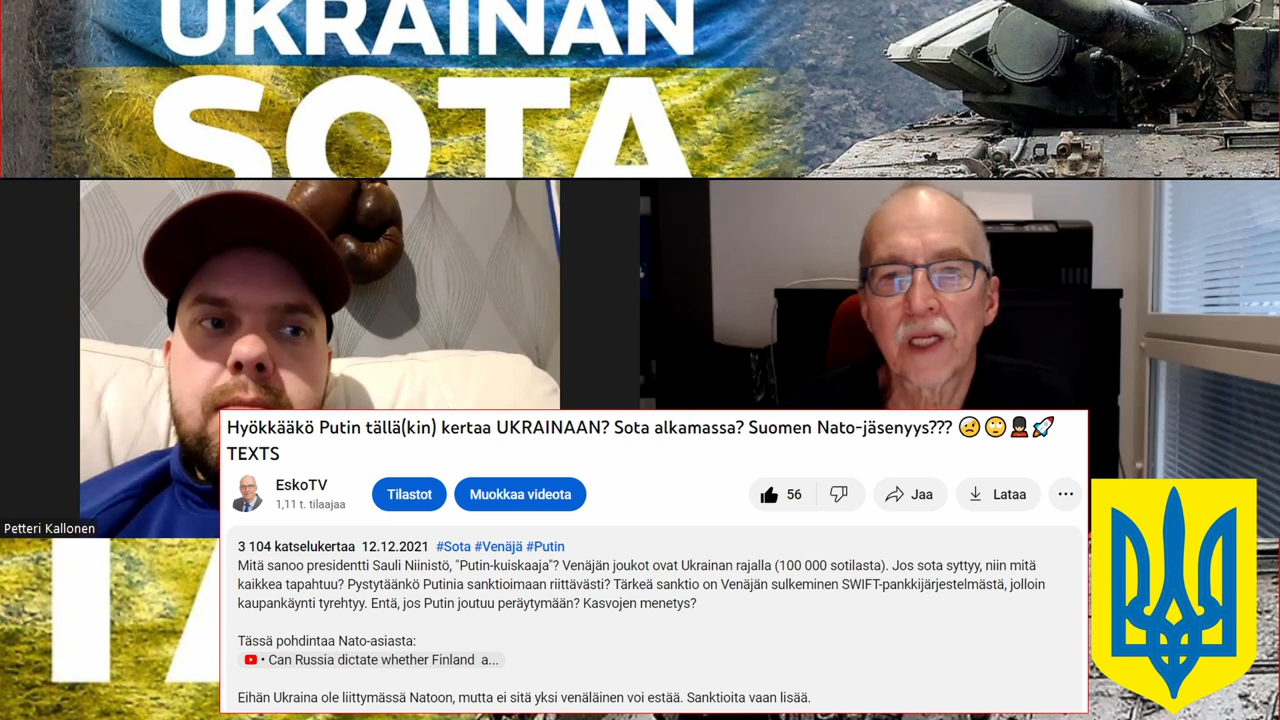 UKRAINAN
SOTA
Petteri Kallonen
Hyökkääkö Putin tällä(kin) kertaa UKRAINAAN? Sota alkamassa? Suomen Nato-jäsenyys??? 😟🙄💂🏿🚀
TEXTS
EskoTV
1,11 t. tilaajaa
Tilastot
Muokkaa videota
56
Jaa
Lataa
3 104 katselukertaa 12.12.2021 #Sota #Venäjä #Putin
Mitä sanoo presidentti Sauli Niinistö, "Putin-kuiskaaja"? Venäjän joukot ovat Ukrainan rajalla (100 000 sotilasta). Jos sota syttyy, niin mitä
kaikkea tapahtuu? Pystytäänkö Putinia sanktioimaan riittävästi? Tärkeä sanktio on Venäjän sulkeminen SWIFT-pankkijärjestelmästä, jolloin
kaupankäynti tyrehtyy. Entä, jos Putin joutuu peräytymään? Kasvojen menetys?
Tässä pohdintaa Nato-asiasta:
• Can Russia dictate whether Finland a...
Eihän Ukraina ole liittymässä Natoon, mutta ei sitä yksi venäläinen voi estää. Sanktioita vaan lisää.